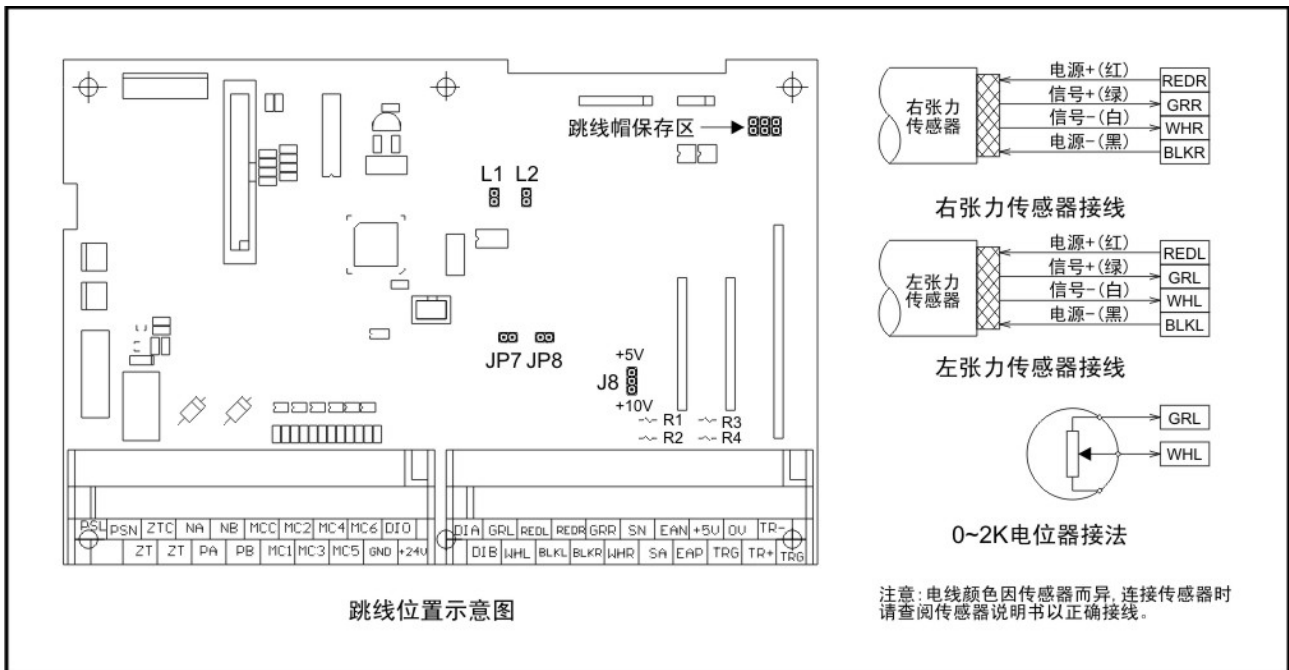 跳线帽保存区
L1 L2
JP7 JP8
+5V
J8
+10V
R1 R3
R2 R4
PSL PSN ZTC NA NB MCC MC2 MC4 MC6 DIO
ZT ZT PA PB MC1 MC3 MC5 GND +24V
DIA GRL REDL REDR GRR SN EAN +5V 0V TR-
DIB WHL BLKL BLKR WHR SA EAP TRG TR+ TRG
跳线位置示意图
右张力
传感器
电源+(红) REDR
信号+(绿) GRR
信号-(白) WHR
电源-(黑) BLKR
右张力传感器接线
左张力
传感器
电源+(红) REDL
信号+(绿) GRL
信号-(白) WHL
电源-(黑) BLKL
左张力传感器接线
GRL
WHL
0~2K电位器接法
注意:电线颜色因传感器而异,连接传感器时
请查阅传感器说明书以正确接线。